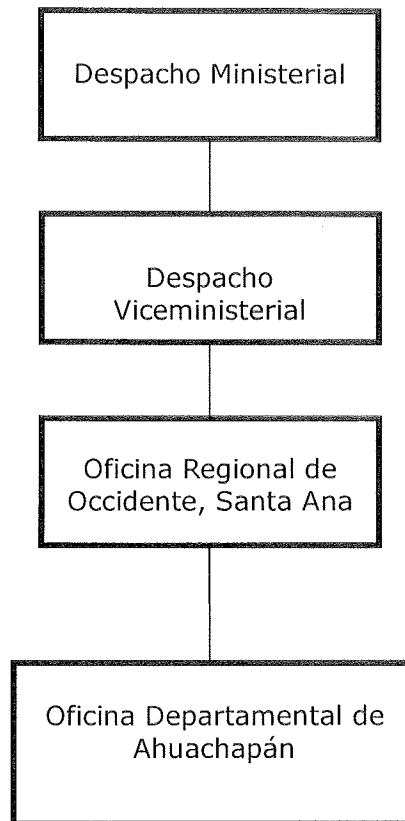 Despacho Ministerial
Despacho
Viceministerial
Oficina Regional de
Occidente, Santa Ana
Oficina Departamental de
Ahuachapán